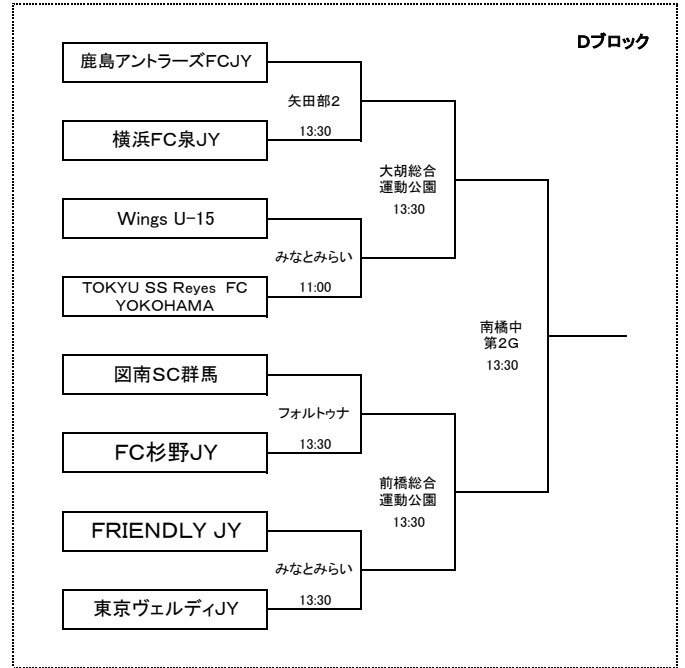 Dブロック
鹿島アントラーズFCJY
矢田部2
13:30
横浜FC泉JY
大胡総合
運動公園
13:30
Wings U-15
みなとみらい
11:00
TOKYU SS Reyes FC
YOKOHAMA
南橘中
第2G
13:30
図南SC群馬
フォルトゥナ
13:30
FC杉野JY
前橋総合
運動公園
13:30
FRIENDLY JY
みなとみらい
13:30
東京ヴェルディJY